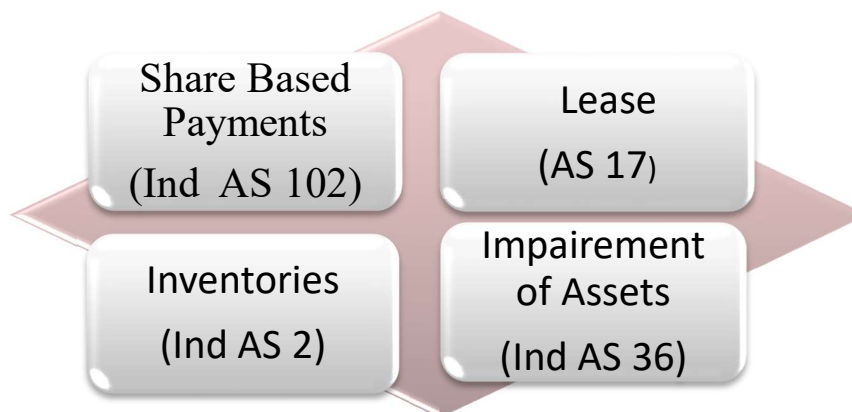 Share Based
Payments
(Ind AS 102)
Lease
(AS 17)
Inventories
(Ind AS 2)
Impairement
of Assets
(Ind AS 36)